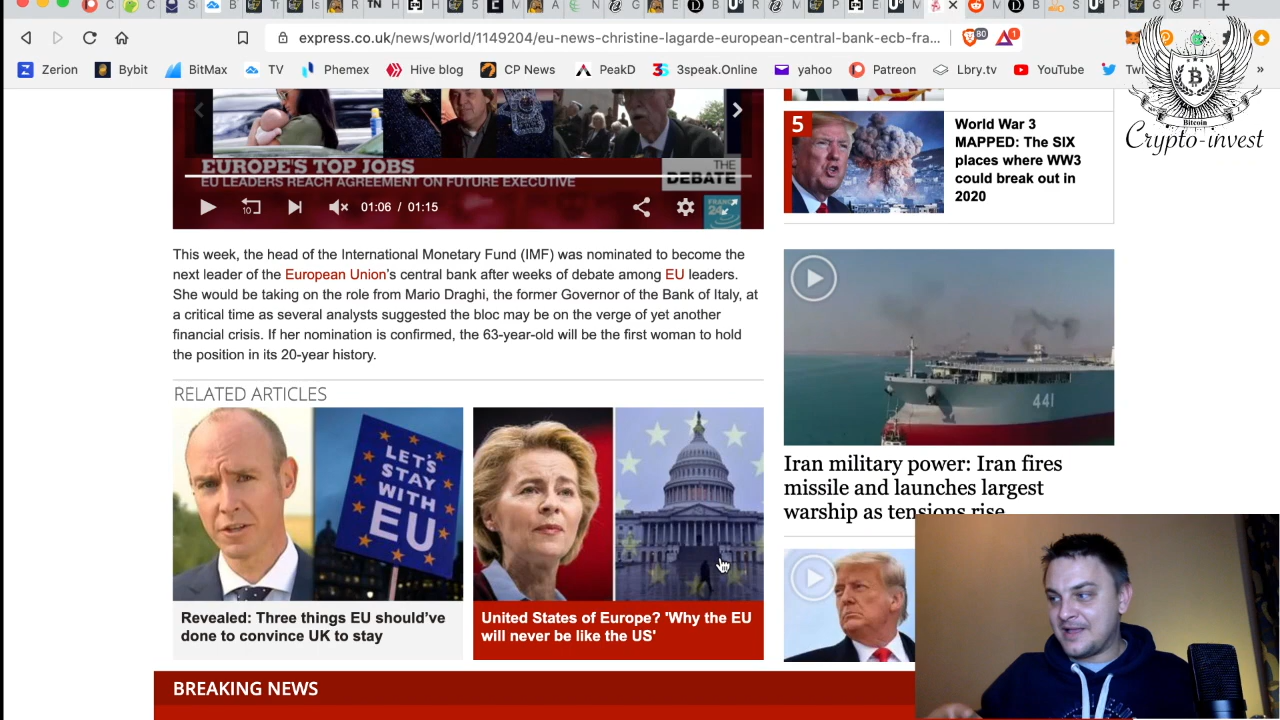 express.co.uk/news/world/1149204/eu-news-christine-lagarde-european-central-bank-ecb-fra...
80
1
Zerion
Bybit
BitMax
TV
Phemex
Hive blog
CP News
PeakD
3speak.Online
yahoo
Patreon
Lbry.tv
YouTube
»
Bitcoin
Crypto-invest
EUROPE'S TOP JOBS
EU LEADERS REACH AGREEMENT ON FUTURE EXECUTIVE
THE
DEBATE
10
01:06 / 01:15
FRANCE
24
5
World War 3
MAPPED: The SIX
places where WW3
could break out in
2020
This week, the head of the International Monetary Fund (IMF) was nominated to become the
next leader of the European Union's central bank after weeks of debate among EU leaders.
She would be taking on the role from Mario Draghi, the former Governor of the Bank of Italy, at
a critical time as several analysts suggested the bloc may be on the verge of yet another
financial crisis. If her nomination is confirmed, the 63-year-old will be the first woman to hold
the position in its 20-year history.
RELATED ARTICLES
LET'S
STAY
WITH
EU
Revealed: Three things EU should've
done to convince UK to stay
United States of Europe? 'Why the EU
will never be like the US'
441
Iran military power: Iran fires
missile and launches largest
warship as tensions rise
BREAKING NEWS